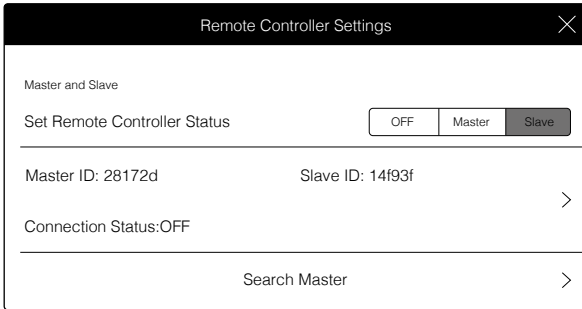 Remote Controller Settings
Master and Slave
Set Remote Controller Status OFF Master Slave
Master ID: 28172d Slave ID: 14f93f
Connection Status:OFF
Search Master